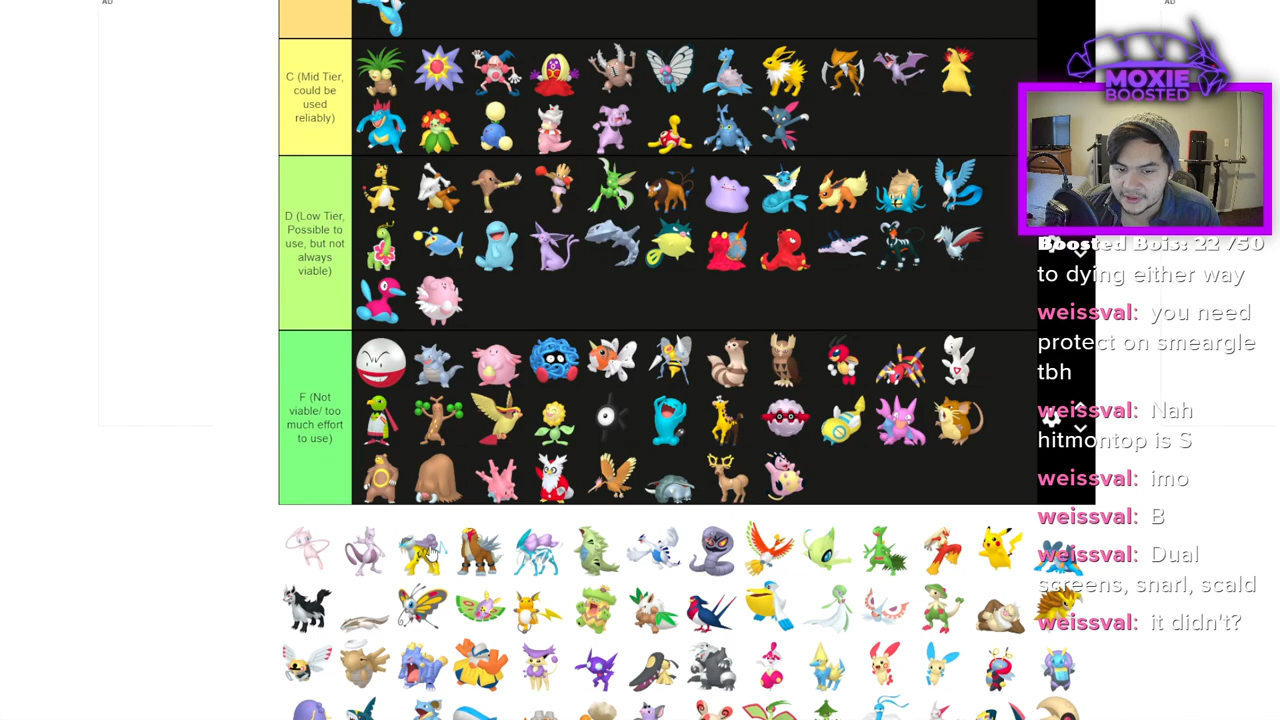 AD
AD
C (Mid Tier,
could be
used
reliably)
D (Low Tier,
Possible to
use, but not
always
viable)
F (Not
viable/ too
much effort
to use)
MOXIE
BOOSTED
Boosted Bois: 22 /50
to dying either way
weissval: you need
protect on smeargle
tbh
weissval: Nah
hitmontop is S
weissval: imo
weissval: B
weissval: Dual
screens, snarl, scald
weissval: it didn't?